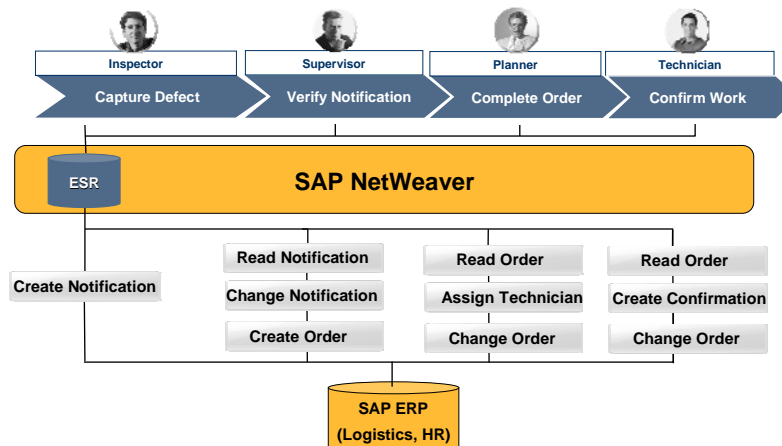 Inspector
Supervisor
Planner
Technician
Capture Defect
Verify Notification
Complete Order
Confirm Work
ESR
SAP NetWeaver
Create Notification
Read Notification
Change Notification
Create Order
Read Order
Assign Technician
Change Order
Read Order
Create Confirmation
Change Order
SAP ERP
(Logistics, HR)